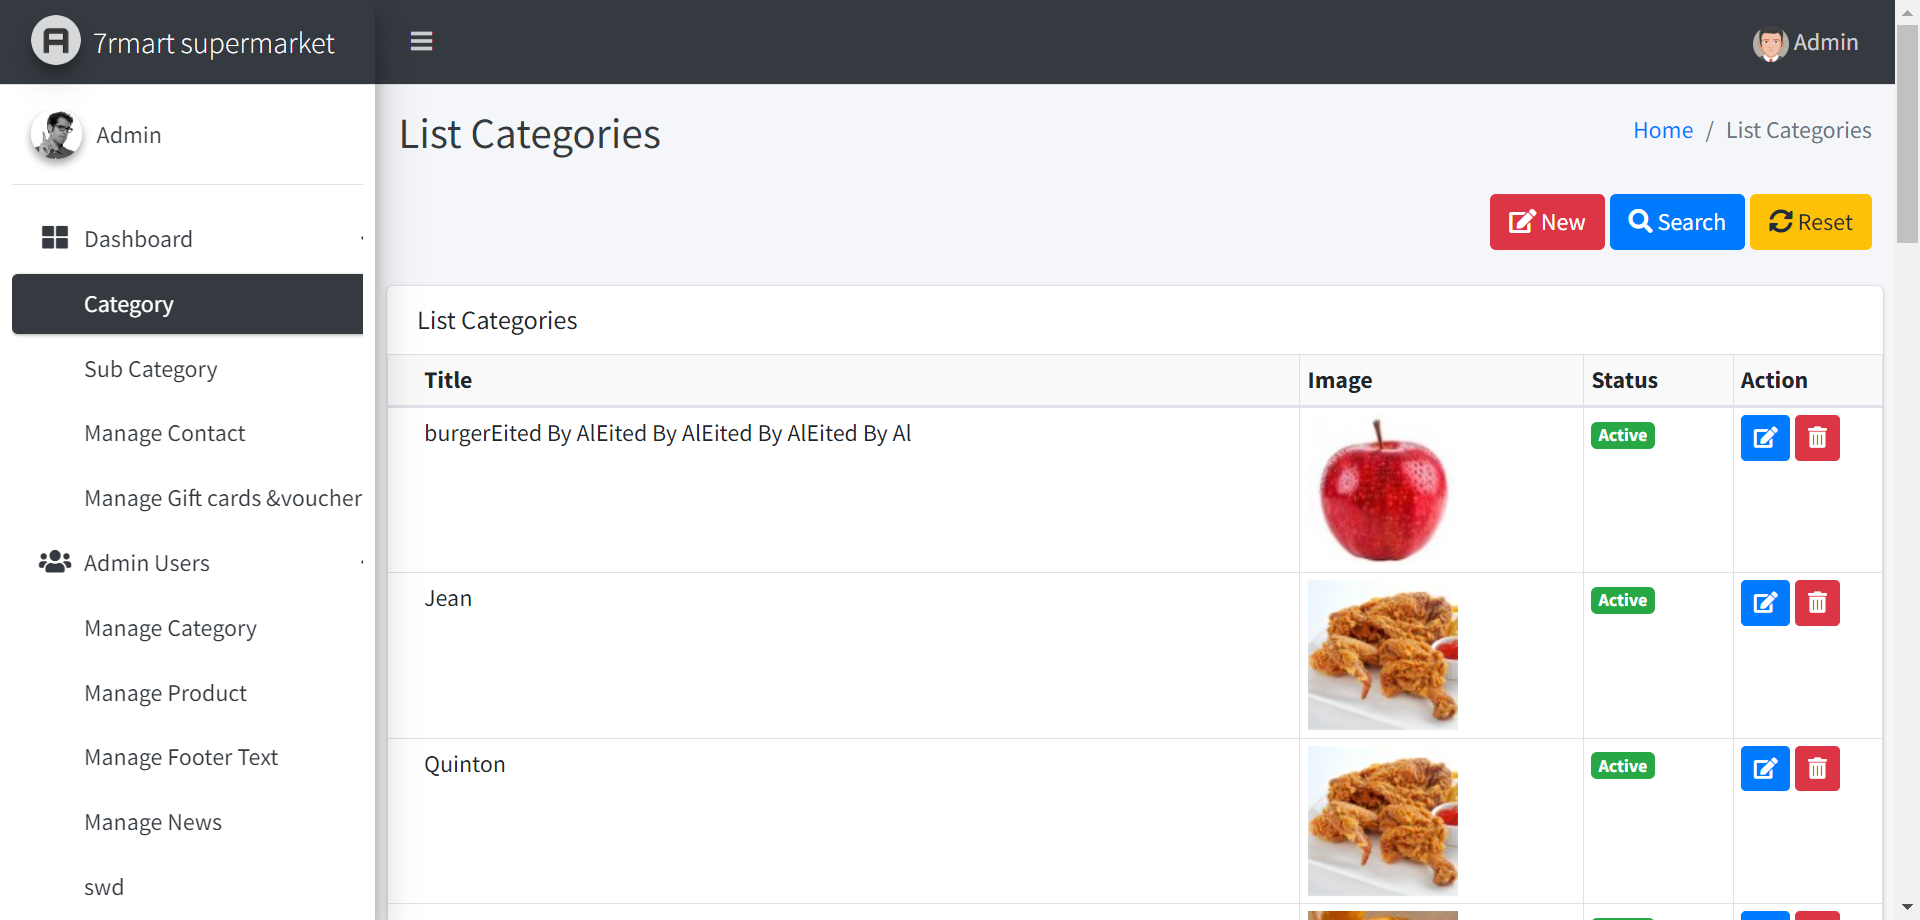 7rmart supermarket
Admin
Admin
Dashboard
Category
Sub Category
Manage Contact
Manage Gift cards &voucher
Admin Users
Manage Category
Manage Product
Manage Footer Text
Manage News
swd
List Categories
Home / List Categories
New Search Reset
List Categories
Title Image Status Action
burgerEited By AlEited By AlEited By AlEited By Al Active
Jean Active
Quinton Active